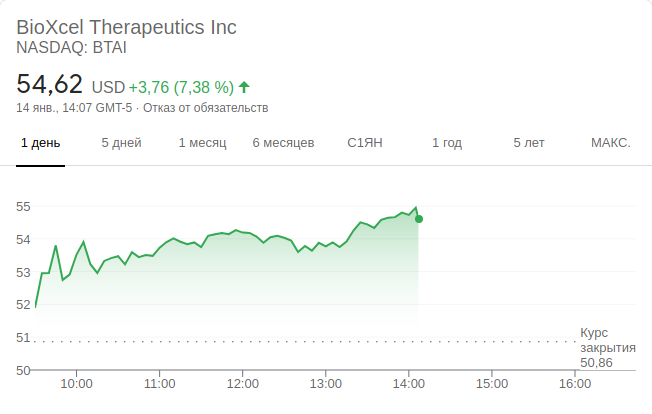 BioXcel Therapeutics Inc
NASDAQ: BTAI
54,62 USD +3,76 (7,38 %)
14 янв., 14:07 GMT-5 · Отказ от обязательств
1 день 5 дней 1 месяц 6 месяцев С1ЯН 1 год 5 лет МАКС.
55
54
53
52
51
50
Курс
закрытия
50,86
10:00 11:00 12:00 13:00 14:00 15:00 16:00